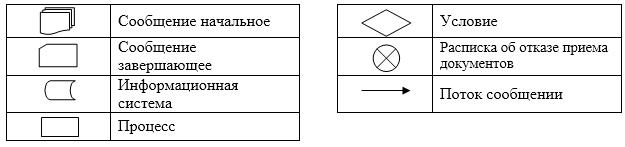 Сообщение начальное
Сообщение
завершающее
Информационная
система
Процесс
Условие
Расписка об отказе приема
документов
Поток сообщении